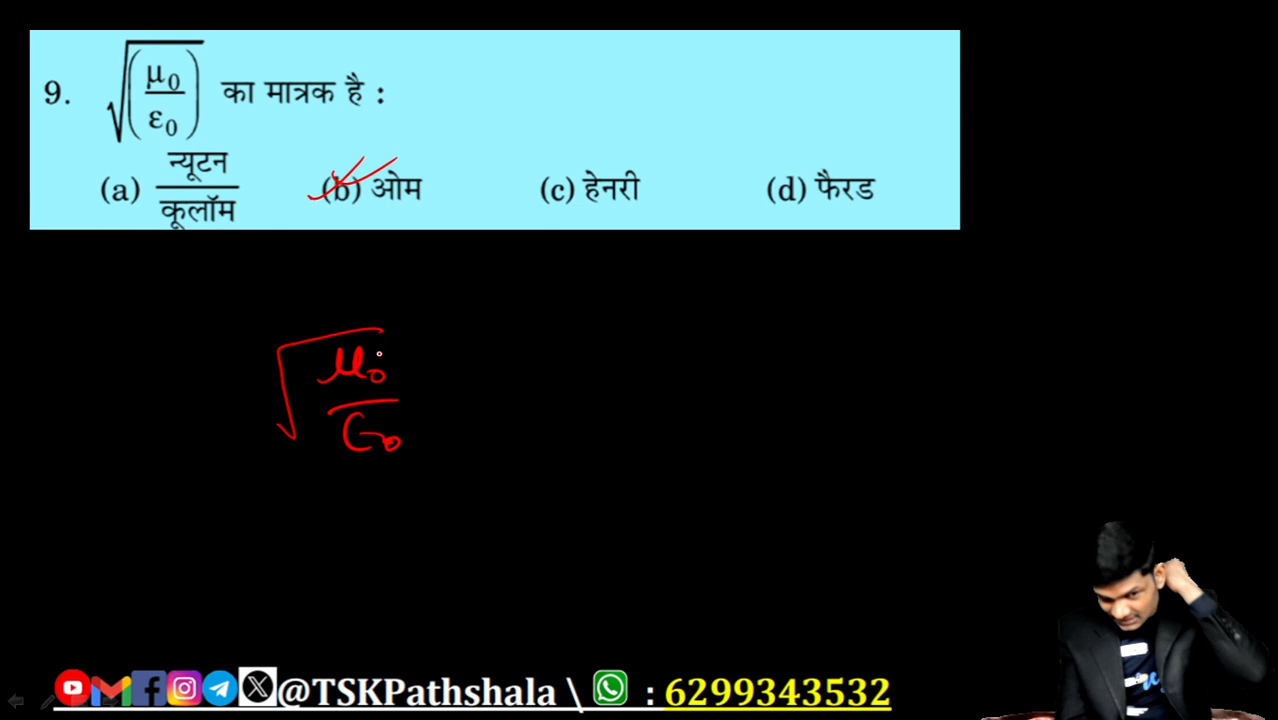 9. √(μ₀/ε₀) का मात्रक है :
(a) न्यूटन/कूलॉम (b) ओम (c) हेनरी (d) फैरड
√(μ₀/ϵ₀)
@TSKPathshala \ : 6299343532